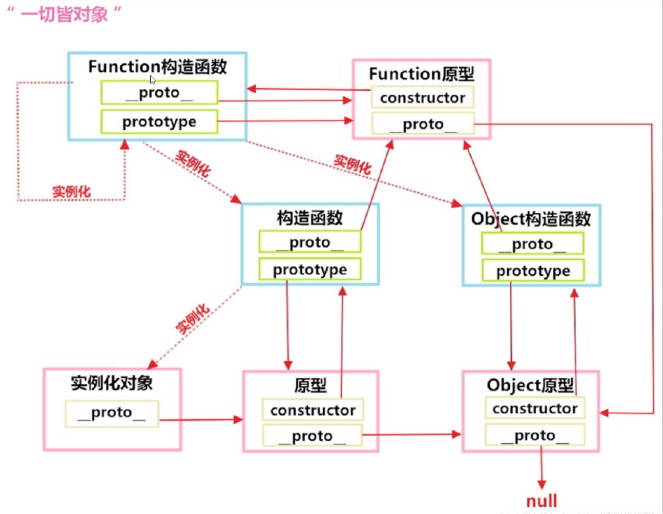 “ 一切皆对象 ”
Function构造函数
__proto__
prototype
Function原型
constructor
__proto__
实例化
实例化
实例化
构造函数
__proto__
prototype
Object构造函数
__proto__
prototype
实例化
实例化对象
__proto__
原型
constructor
__proto__
Object原型
constructor
__proto__
null